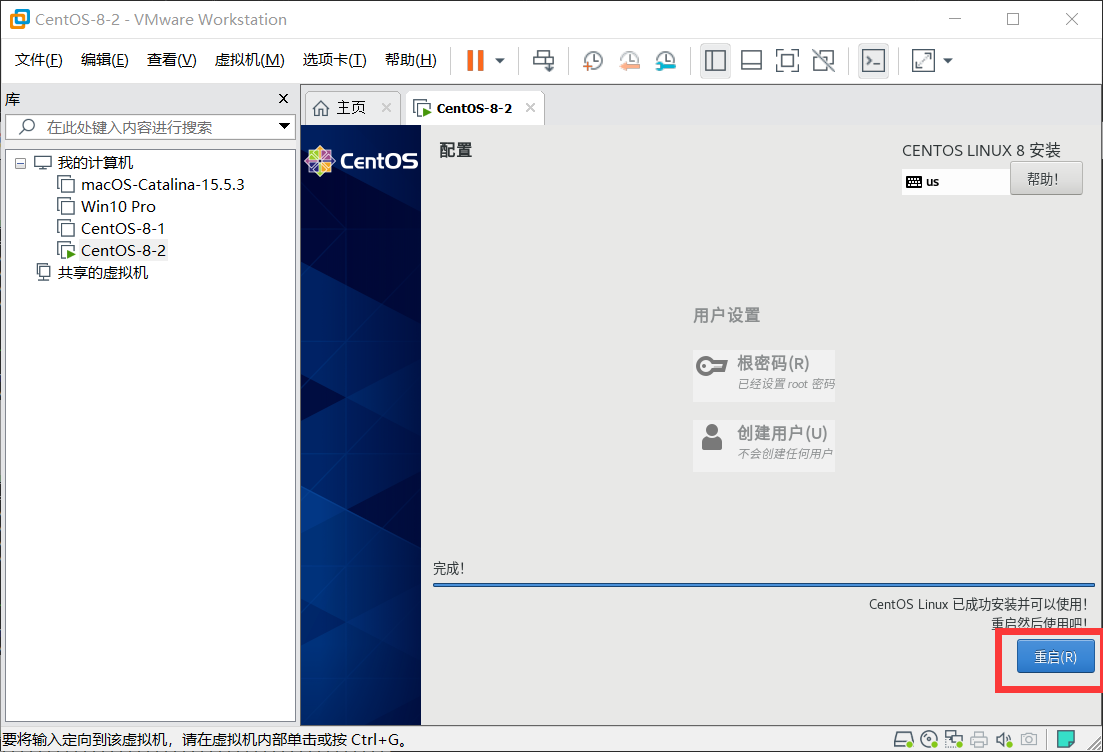 CentOS-8-2 - VMware Workstation
文件(F) 编辑(E) 查看(V) 虚拟机(M) 选项卡(T) 帮助(H)
库
在此处键入内容进行搜索
我的计算机
macOS-Catalina-15.5.3
Win10 Pro
CentOS-8-1
CentOS-8-2
共享的虚拟机
主页
CentOS-8-2
CentOS
配置
CENTOS LINUX 8 安装
us
帮助！
用户设置
根密码(R)
已经设置 root 密码
创建用户(U)
不会创建任何用户
完成！
CentOS Linux 已成功安装并可以使用！
重启然后使用吧！
重启(R)
要将输入定向到该虚拟机，请在虚拟机内部单击或按 Ctrl+G。